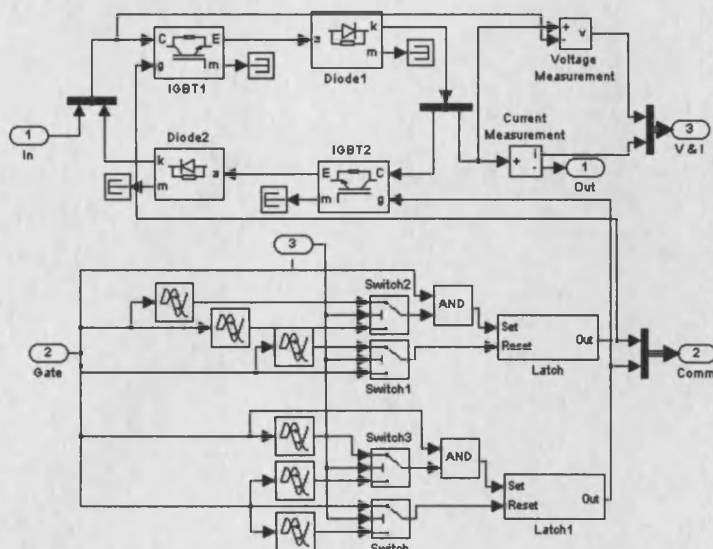 C
E
g
m
IGBT1
a
k
m
Diode1
+
-
v
Voltage
Measurement
Current
Measurement
+
i
-
3
V & I
1
Out
1
In
Diode2
k
m
a
IGBT2
E
C
m
g
3
I
Switch2
AND
Set
Reset
Out
Latch
Switch1
2
Gate
2
Comm
Switch3
AND
Set
Reset
Out
Latch1
Switch